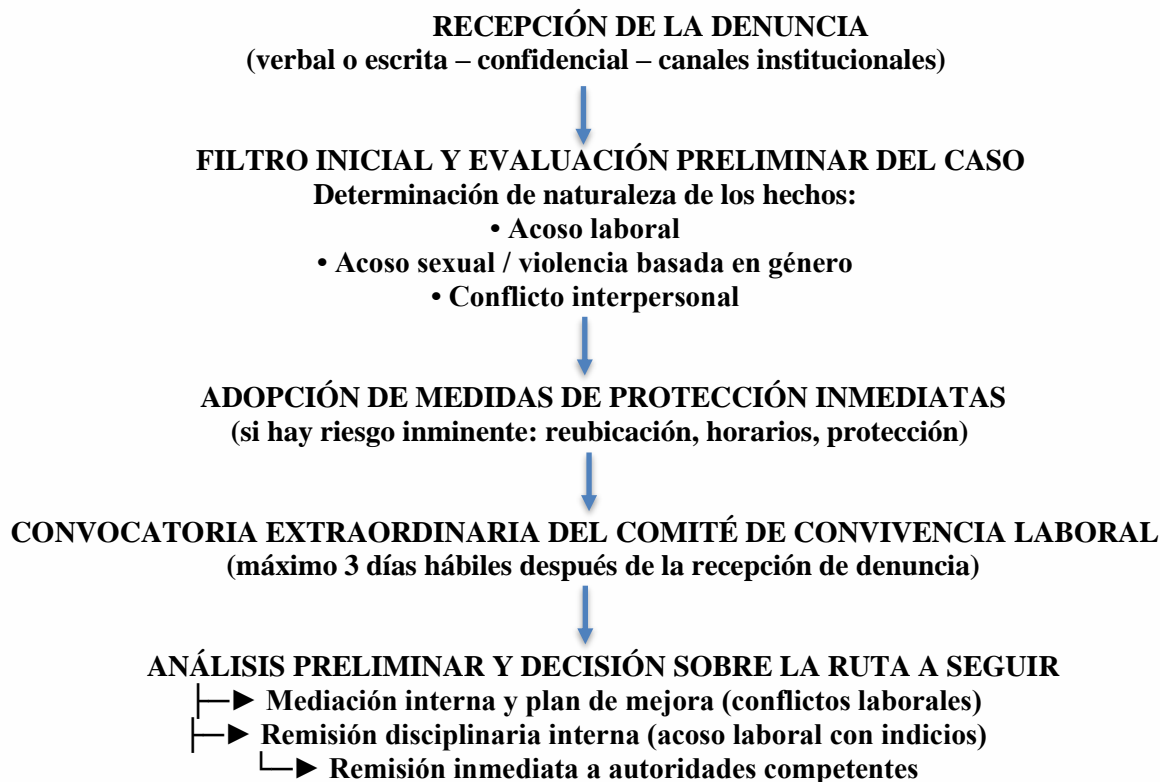 RECEPCIÓN DE LA DENUNCIA
(verbal o escrita – confidencial – canales institucionales)
FILTRO INICIAL Y EVALUACIÓN PRELIMINAR DEL CASO
Determinación de naturaleza de los hechos:
• Acoso laboral
• Acoso sexual / violencia basada en género
• Conflicto interpersonal
ADOPCIÓN DE MEDIDAS DE PROTECCIÓN INMEDIATAS
(si hay riesgo inminente: reubicación, horarios, protección)
CONVOCATORIA EXTRAORDINARIA DEL COMITÉ DE CONVIVENCIA LABORAL
(máximo 3 días hábiles después de la recepción de denuncia)
ANÁLISIS PRELIMINAR Y DECISIÓN SOBRE LA RUTA A SEGUIR
├─► Mediación interna y plan de mejora (conflictos laborales)
├─► Remisión disciplinaria interna (acoso laboral con indicios)
└─► Remisión inmediata a autoridades competentes